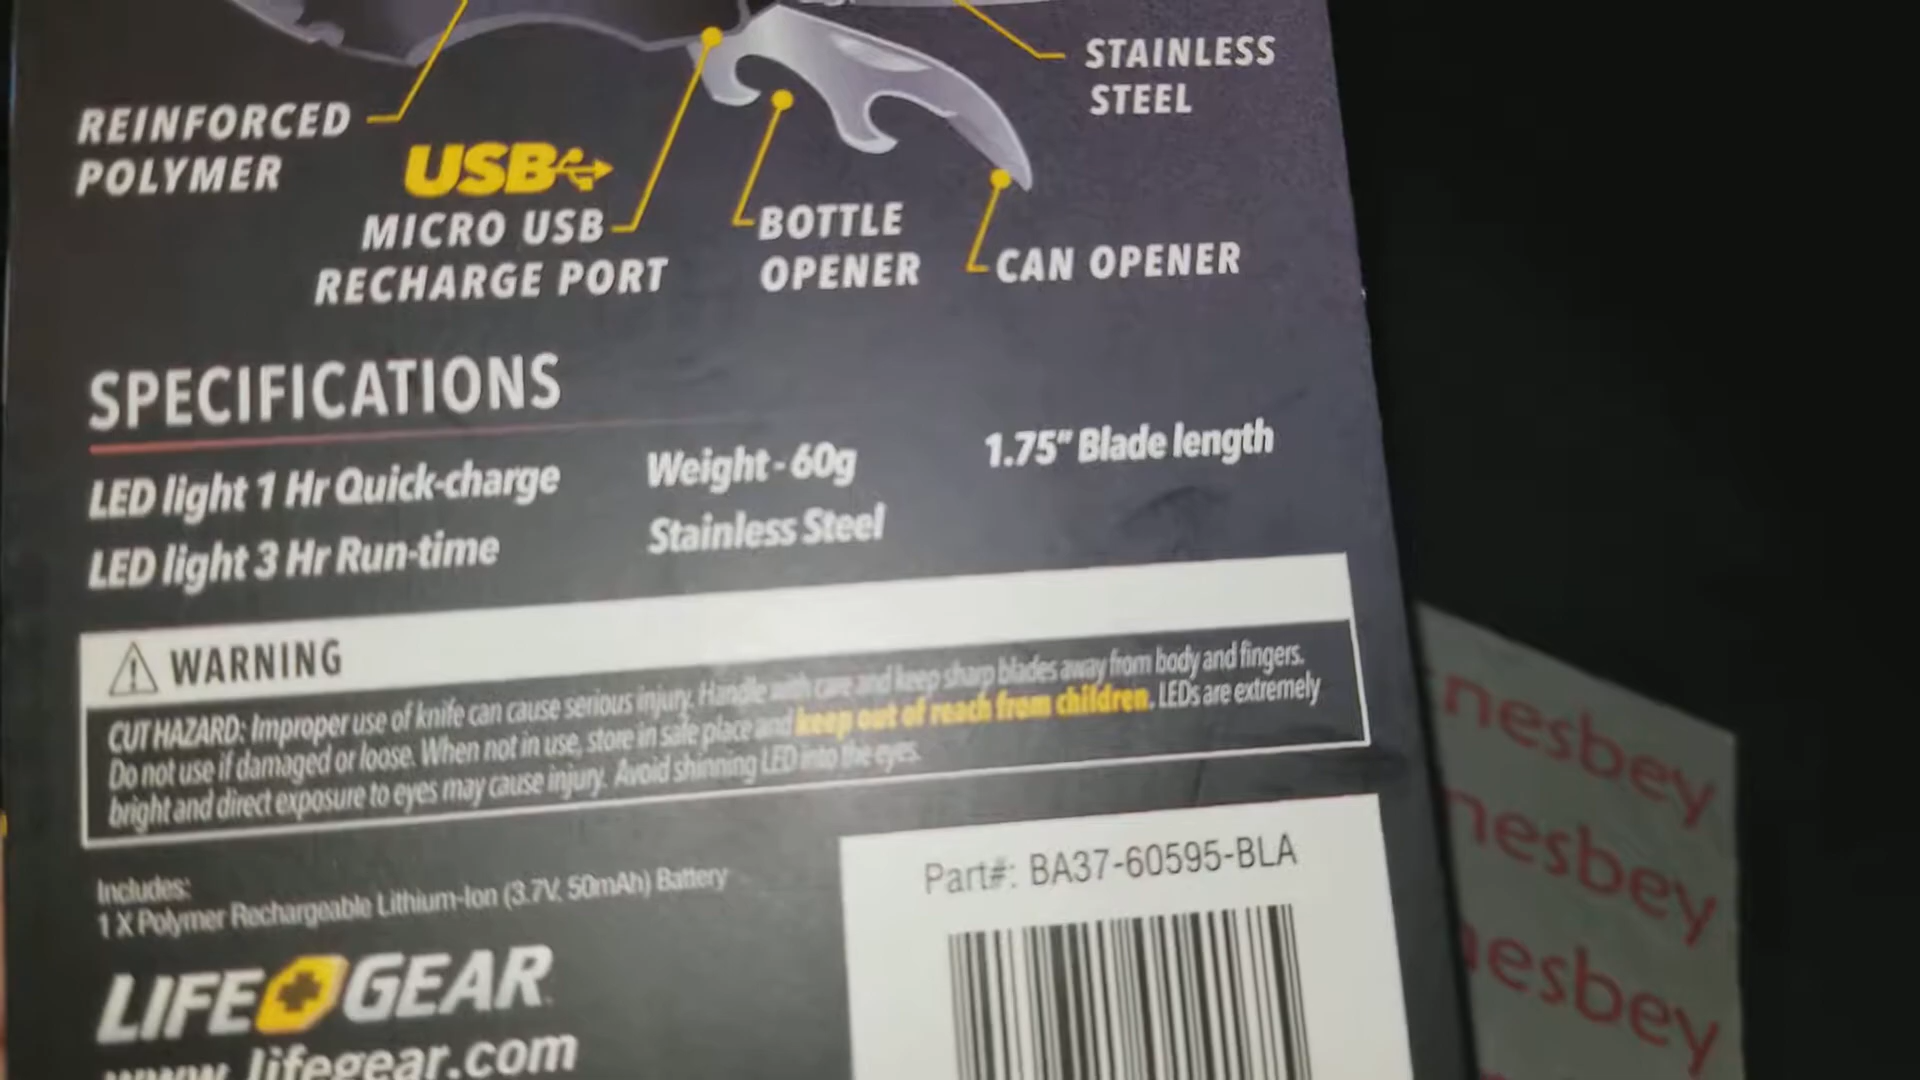 STAINLESS
STEEL
REINFORCED
POLYMER
USB
MICRO USB
RECHARGE PORT
BOTTLE
OPENER
CAN OPENER
SPECIFICATIONS
LED light 1 Hr Quick-charge
LED light 3 Hr Run-time
Weight - 60g
Stainless Steel
1.75" Blade length
WARNING
CUT HAZARD: Improper use of knife can cause serious injury. Handle with care and keep sharp blades away from body and fingers.
Do not use if damaged or loose. When not in use, store in safe place and keep out of reach from children. LEDs are extremely
bright and direct exposure to eyes may cause injury. Avoid shinning LED into the eyes.
Includes:
1 X Polymer Rechargeable Lithium-Ion (3.7V, 50mAh) Battery
LIFE GEAR
www.lifegear.com
Part#: BA37-60595-BLA
nesbey
nesbey
nesbey